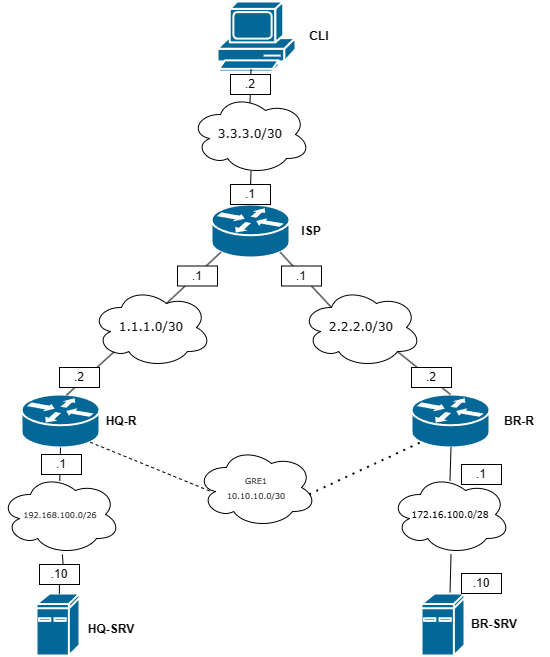 CLI
.2
3.3.3.0/30
.1
ISP
.1
.1
1.1.1.0/30
2.2.2.0/30
.2
.2
HQ-R
BR-R
.1
.1
GRE1
10.10.10.0/30
192.168.100.0/26
172.16.100.0/28
.10
.10
HQ-SRV
BR-SRV